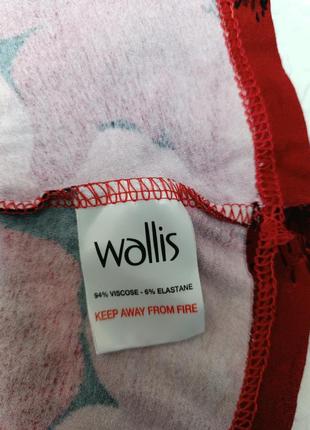 wallis
94% VISCOSE - 6% ELASTANE
KEEP AWAY FROM FIRE